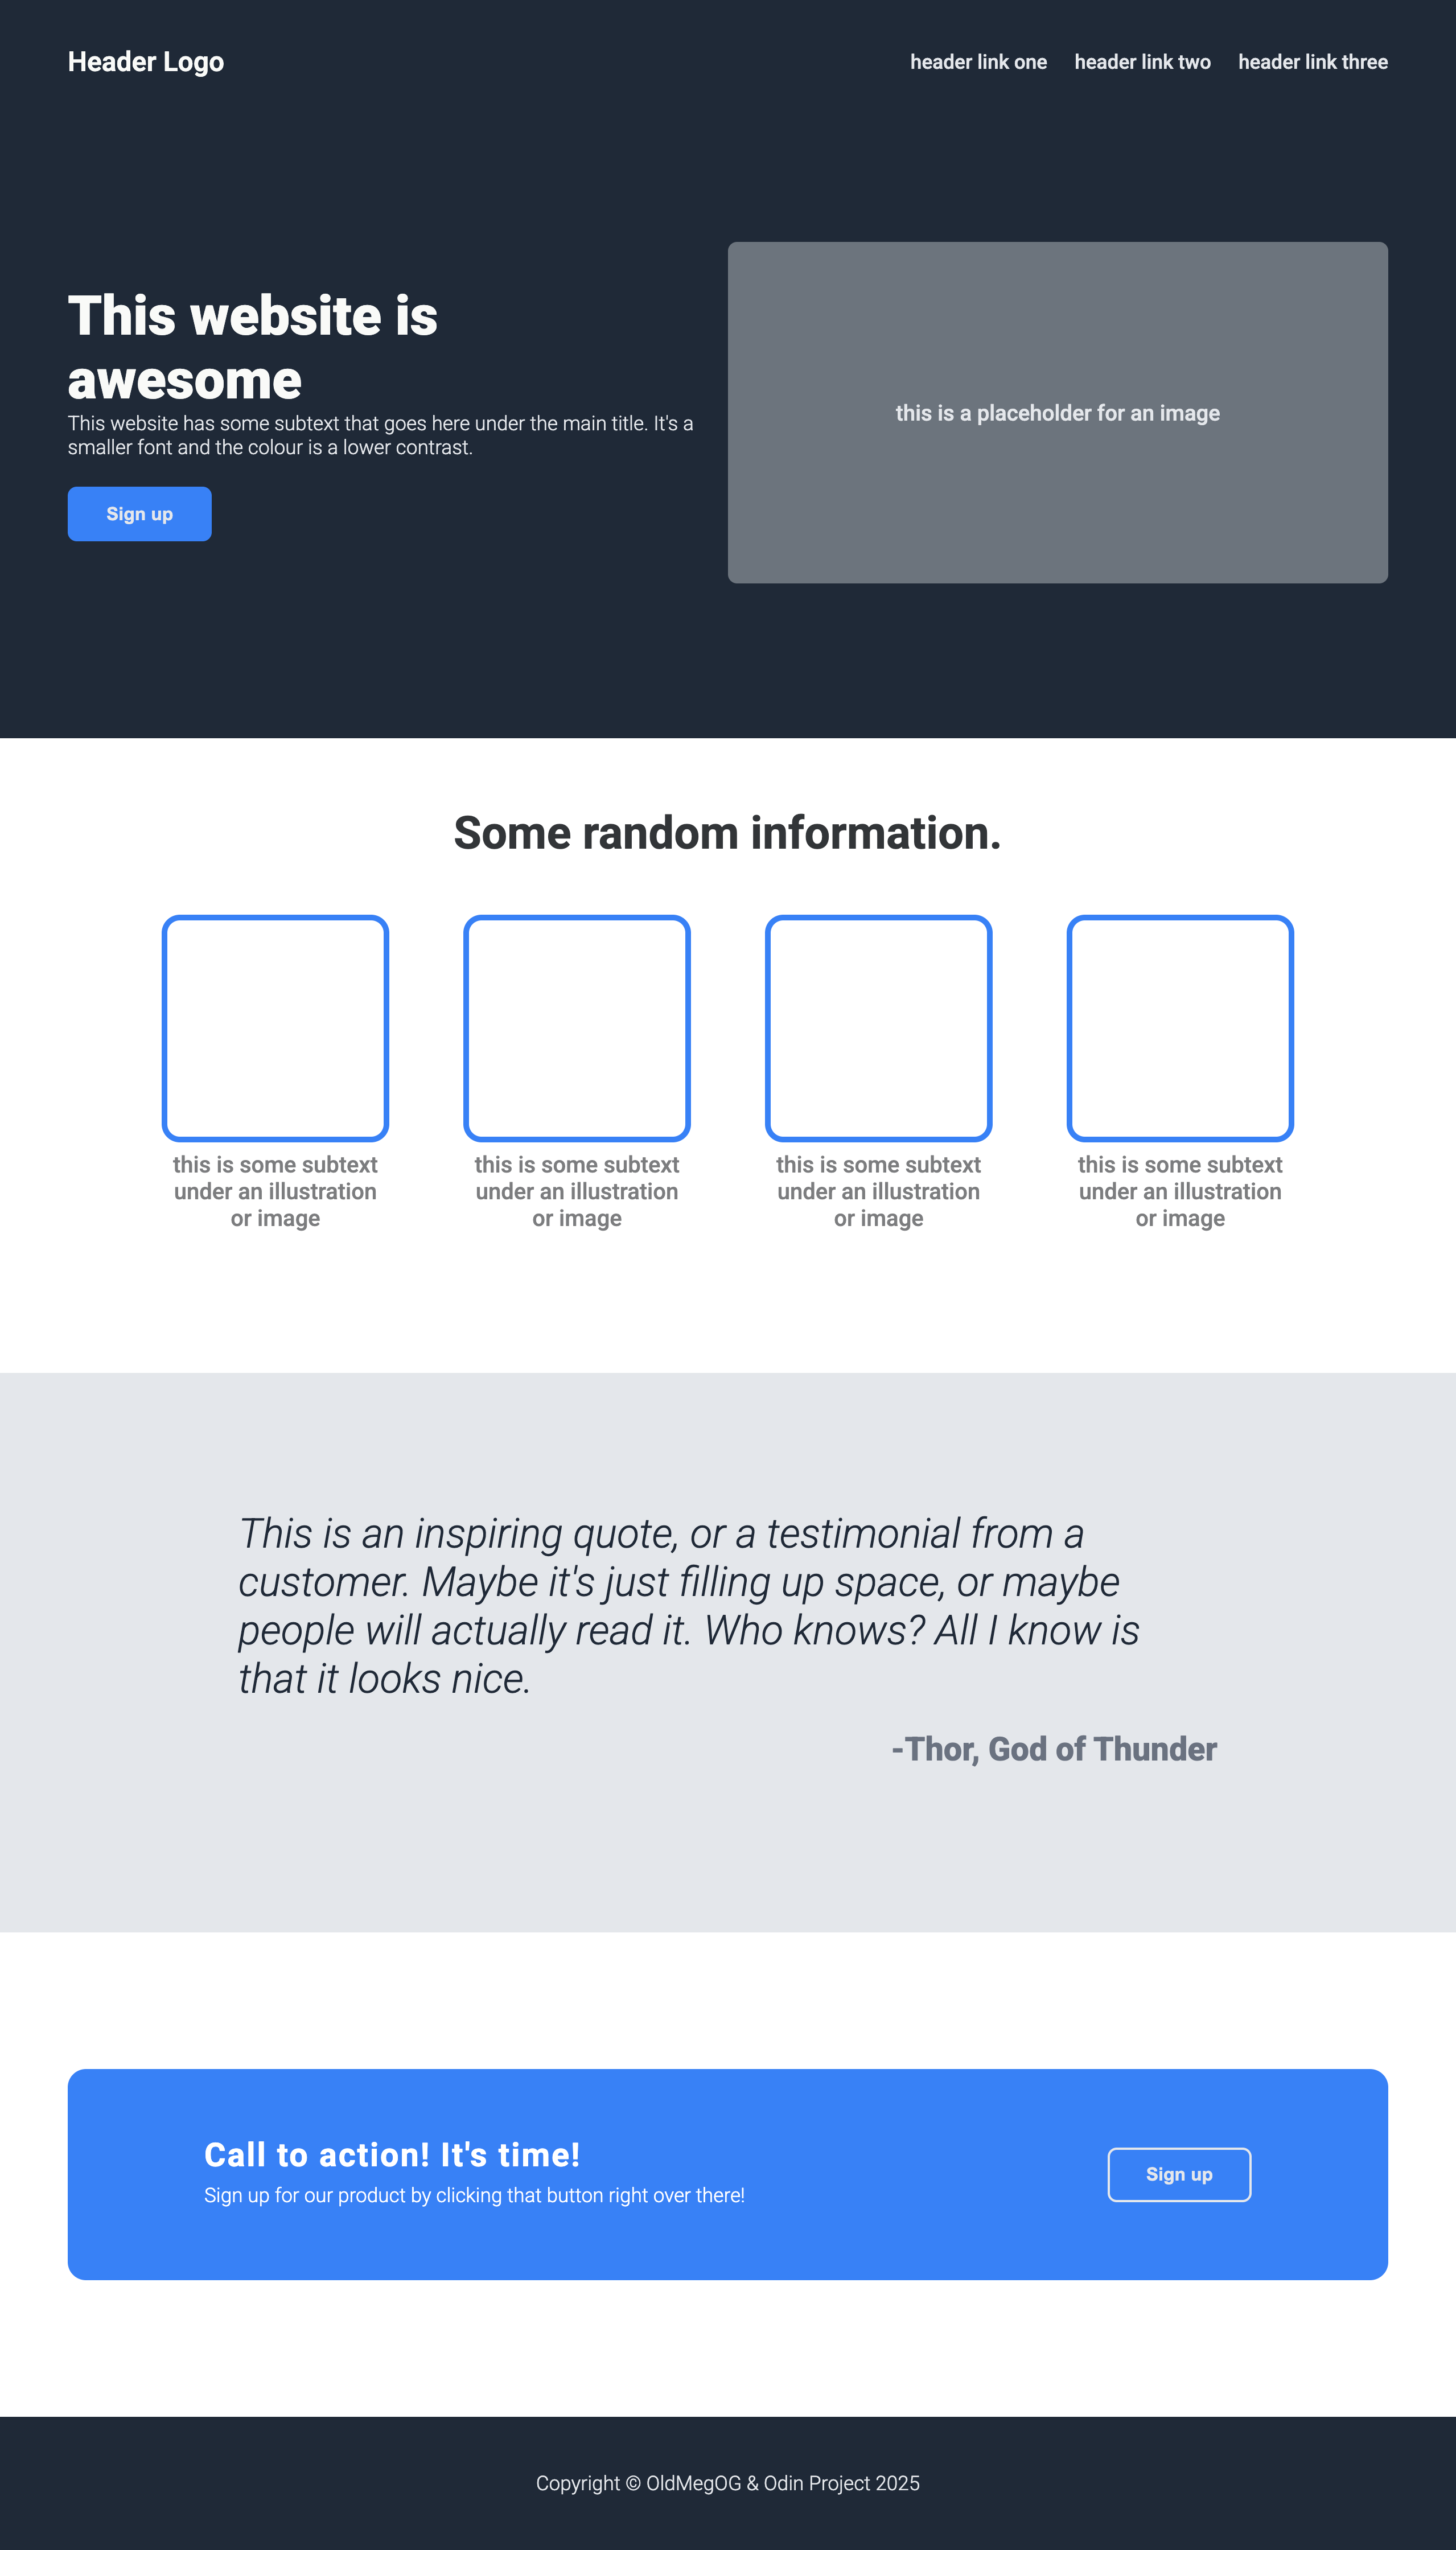 Header Logo
header link one
header link two
header link three
This website is
awesome
This website has some subtext that goes here under the main title. It's a
smaller font and the colour is a lower contrast.
Sign up
this is a placeholder for an image
Some random information.
this is some subtext
under an illustration
or image
this is some subtext
under an illustration
or image
this is some subtext
under an illustration
or image
this is some subtext
under an illustration
or image
This is an inspiring quote, or a testimonial from a
customer. Maybe it's just filling up space, or maybe
people will actually read it. Who knows? All I know is
that it looks nice.
-Thor, God of Thunder
Call to action! It's time!
Sign up for our product by clicking that button right over there!
Sign up
Copyright © OldMegOG & Odin Project 2025